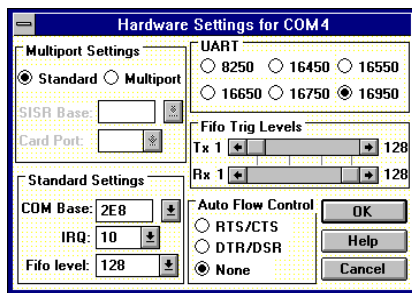 Hardware Settings for COM4
Multiport Settings
Standard Multiport
SISR Base:
Card Port:
UART
8250 16450 16550
16650 16750 16950
Fifo Trig Levels
Tx 1 128
Rx 1 128
Standard Settings
COM Base: 2E8
IRQ: 10
Fifo level: 128
Auto Flow Control
RTS/CTS
DTR/DSR
None
OK
Help
Cancel